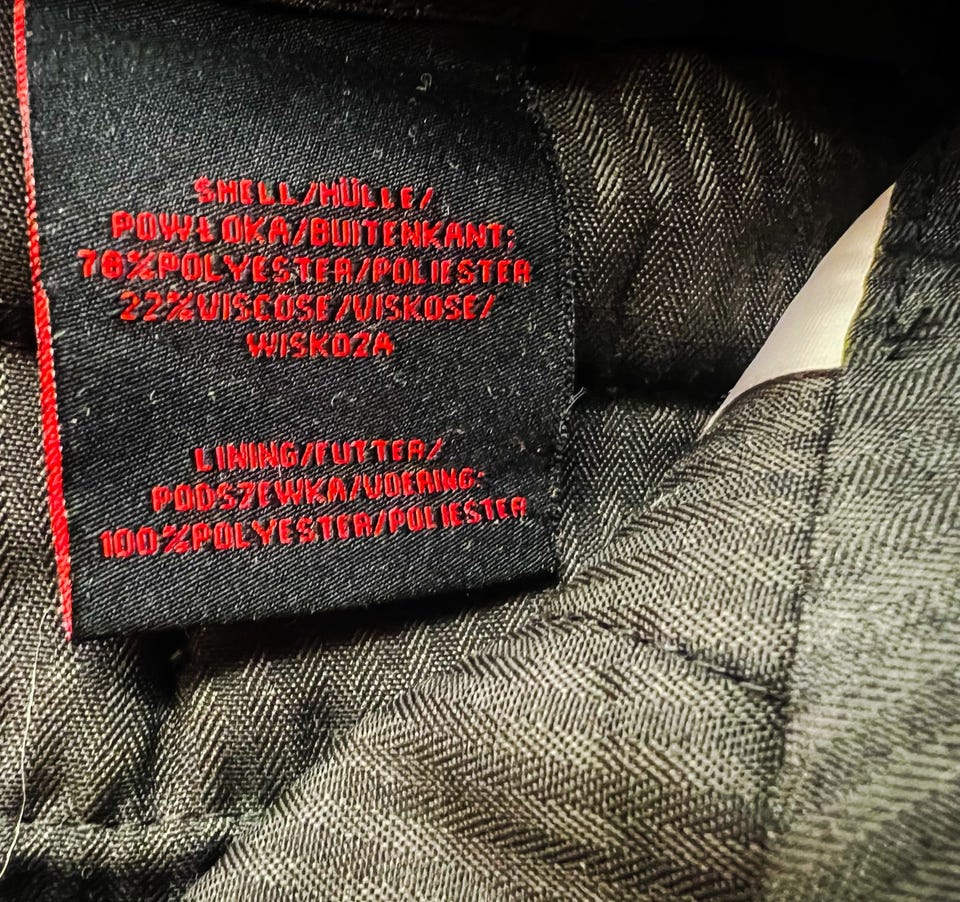 SHELL/HÜLLE/
POWŁOKA/BUITENKANT:
78%POLYESTER/POLIESTER
22%VISCOSE/VISKOSE/
WISKOZA
LINING/FUTTER/
PODSZEWKA/VOERING:
100%POLYESTER/POLIESTER